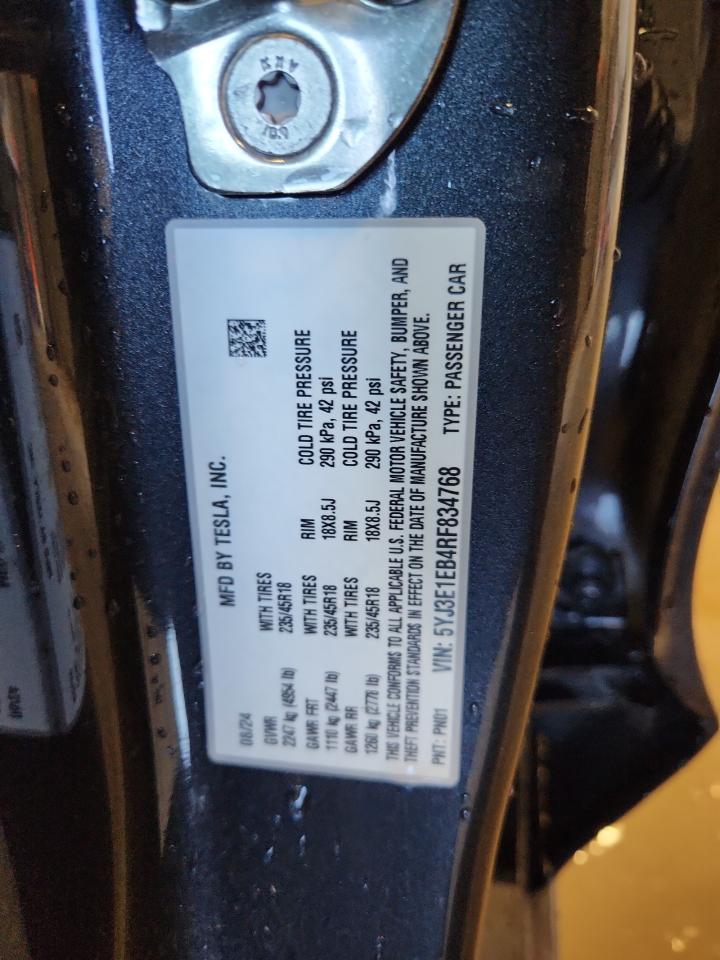 MFD BY TESLA, INC.
08/24
GVWR WITH TIRES
2247 kg (4954 lb) 235/45R18
GAWR FRT WITH TIRES RIM COLD TIRE PRESSURE
1110 kg (2447 lb) 235/45R18 18X8.5J 290 kPa, 42 psi
GAWR RR WITH TIRES RIM COLD TIRE PRESSURE
1260 kg (2778 lb) 235/45R18 18X8.5J 290 kPa, 42 psi
THIS VEHICLE CONFORMS TO ALL APPLICABLE U.S. FEDERAL MOTOR VEHICLE SAFETY, BUMPER, AND
THEFT PREVENTION STANDARDS IN EFFECT ON THE DATE OF MANUFACTURE SHOWN ABOVE.
PNT: PN01 VIN: 5YJ3E1EB4RF834768 TYPE: PASSENGER CAR